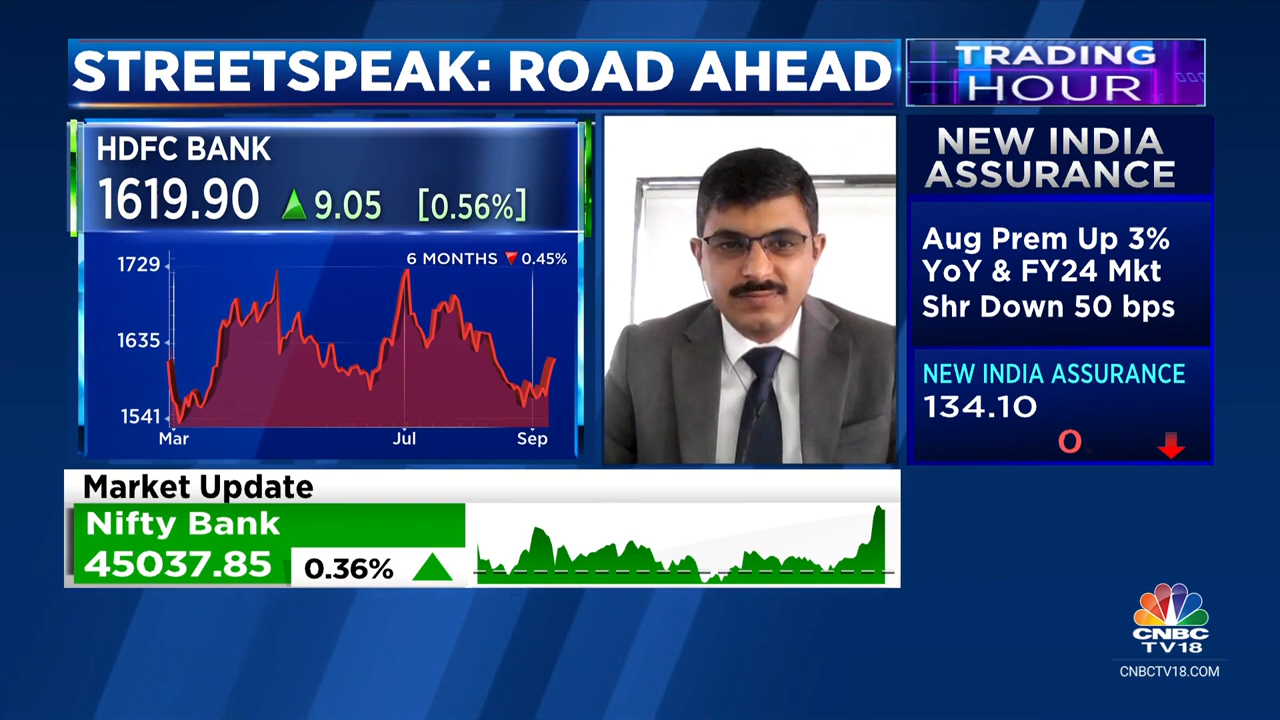 STREETSPEAK: ROAD AHEAD
TRADING
HOUR
HDFC BANK
1619.90 ▲ 9.05 [0.56%]
6 MONTHS ▼ 0.45%
1729
1635
1541
Mar Jul Sep
NEW INDIA
ASSURANCE
Aug Prem Up 3%
YoY & FY24 Mkt
Shr Down 50 bps
NEW INDIA ASSURANCE
134.10
0
Market Update
Nifty Bank
45037.85 0.36% ▲
CNBC
TV18
CNBCTV18.COM